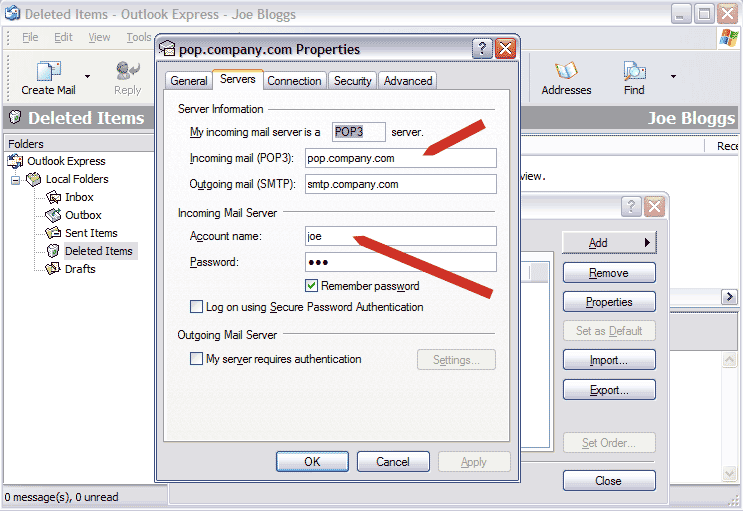 Deleted Items - Outlook Express - Joe Bloggs
File Edit View Tools
Create Mail Reply Addresses Find
Deleted Items Joe Bloggs
Folders
Outlook Express
Local Folders
Inbox
Outbox
Sent Items
Deleted Items
Drafts
0 message(s), 0 unread
Rece
view.
pop.company.com Properties
General Servers Connection Security Advanced
Server Information
My incoming mail server is a POP3 server.
Incoming mail (POP3): pop.company.com
Outgoing mail (SMTP): smtp.company.com
Incoming Mail Server
Account name: joe
Password: ●●●
Remember password
Log on using Secure Password Authentication
Outgoing Mail Server
My server requires authentication Settings...
OK Cancel Apply
Add
Remove
Properties
Set as Default
Import...
Export...
Set Order...
Close